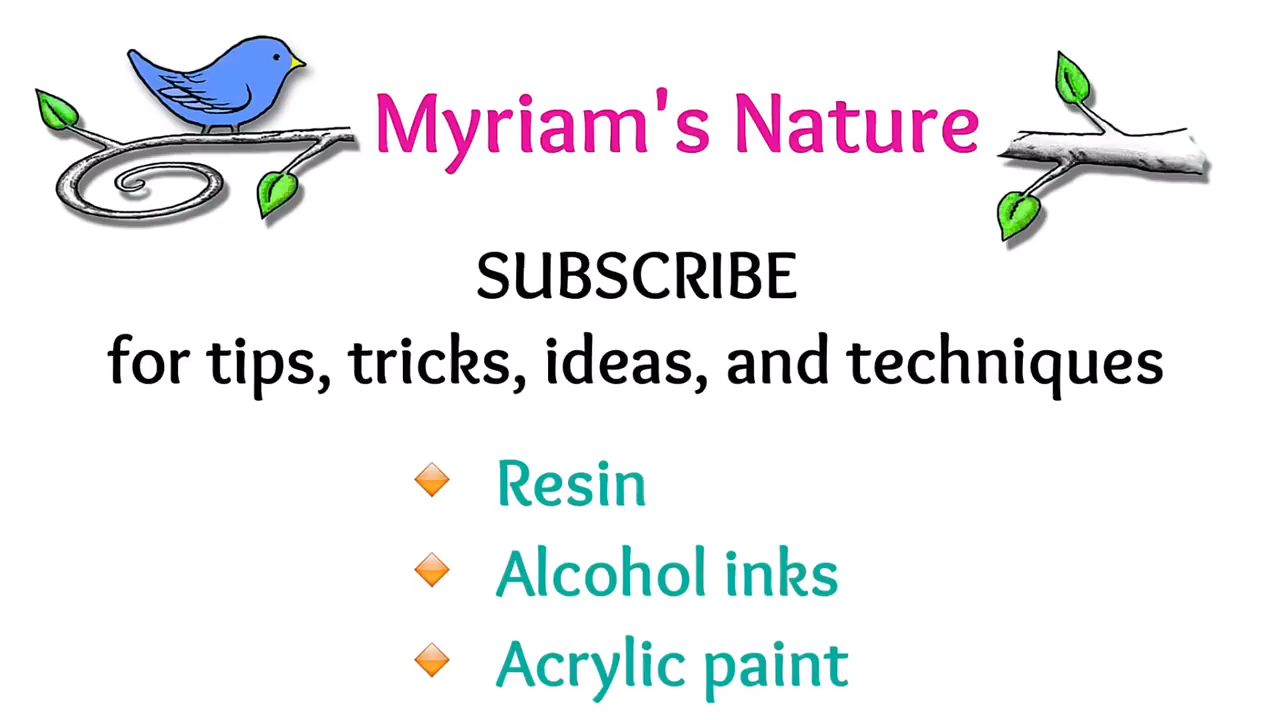 Myriam's Nature
SUBSCRIBE
for tips, tricks, ideas, and techniques
Resin
Alcohol inks
Acrylic paint